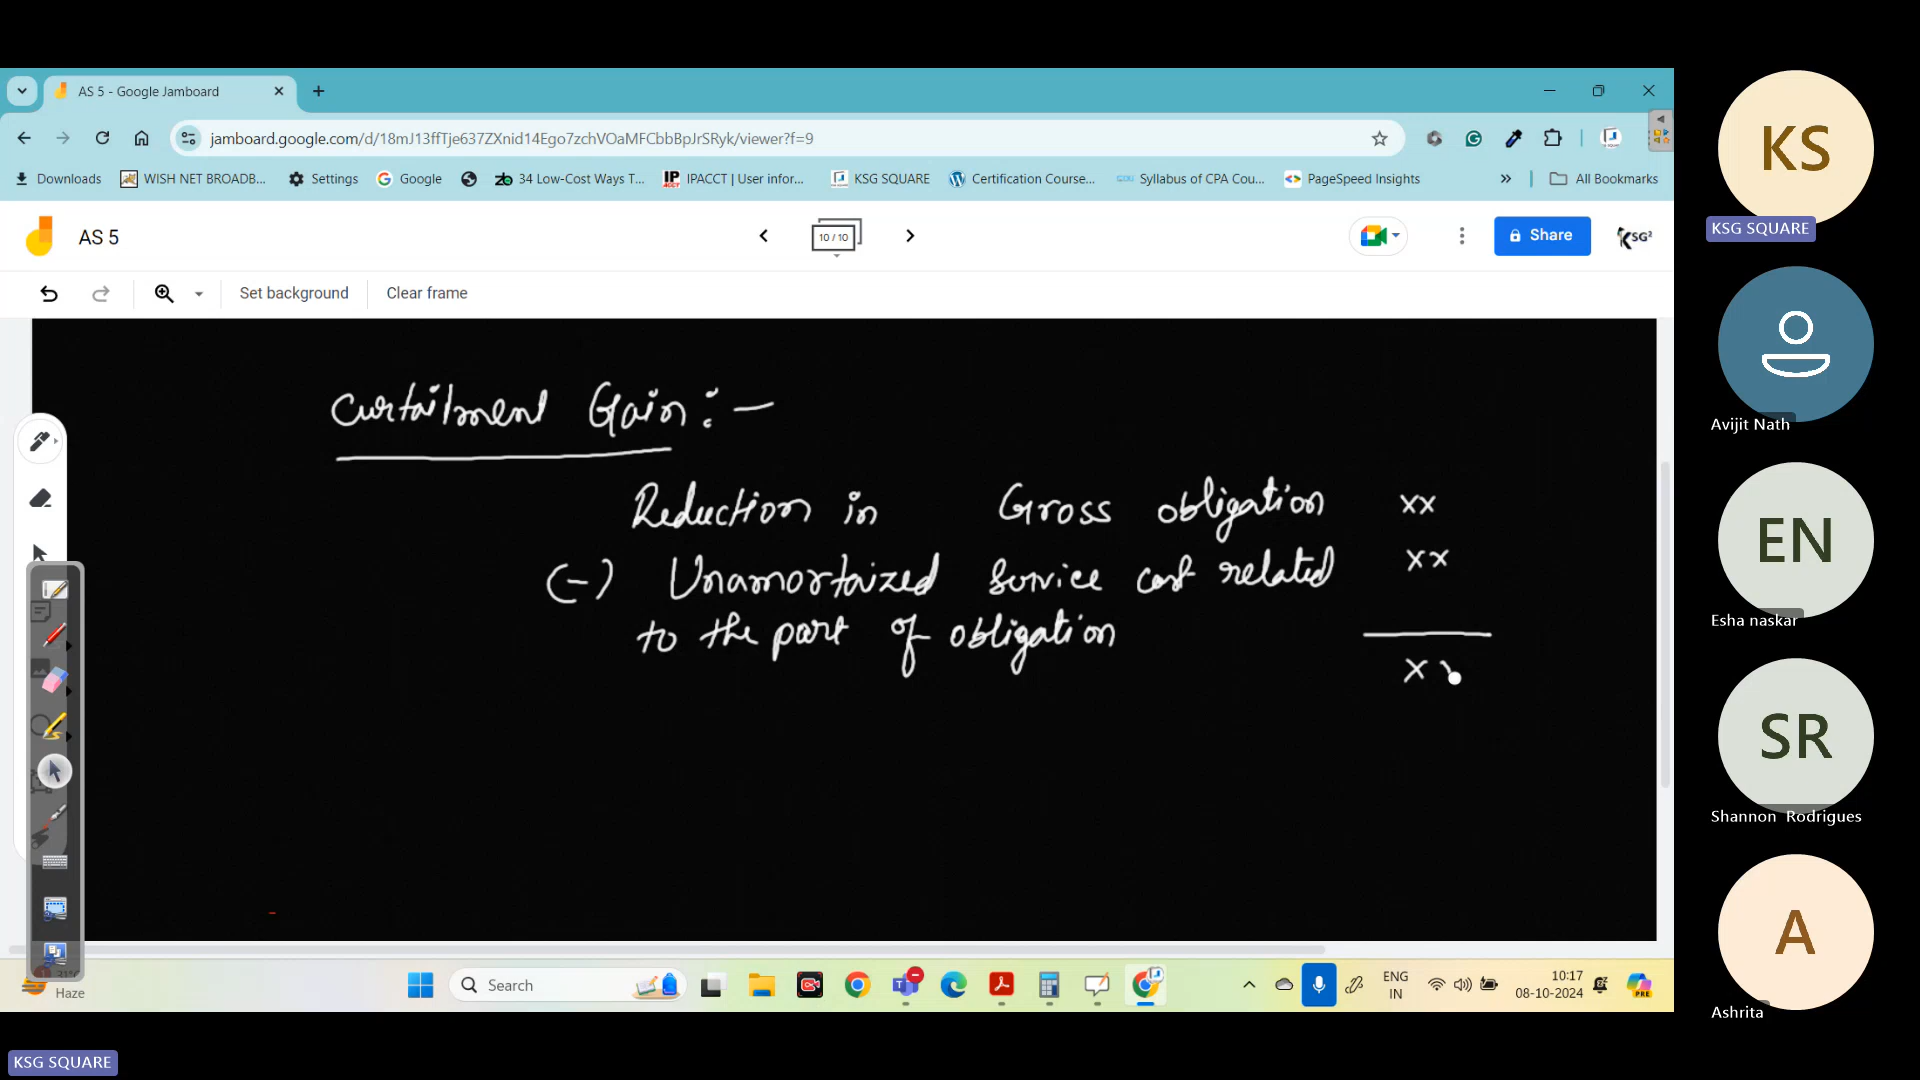 AS 5 - Google Jamboard
jamboard.google.com/d/18mJ13ffTje637ZXnid14Ego7zchVOaMFCbbBpJrSRyk/viewer?f=9
Downloads WISH NET BROADB... Settings Google 34 Low-Cost Ways T... IPACCT | User infor... KSG SQUARE Certification Course... Syllabus of CPA Cou... PageSpeed Insights » All Bookmarks
AS 5 10 / 10 Share KSG²
Set background Clear frame
Curtailment Gain:-
Reduction in Gross obligation xx
(-) Unamortaized Service cost related xx
to the part of obligation
x
Haze
Search
ENG
IN
10:17
08-10-2024
PRE
KS
KSG SQUARE
Avijit Nath
EN
Esha naskar
SR
Shannon Rodrigues
A
Ashrita
KSG SQUARE